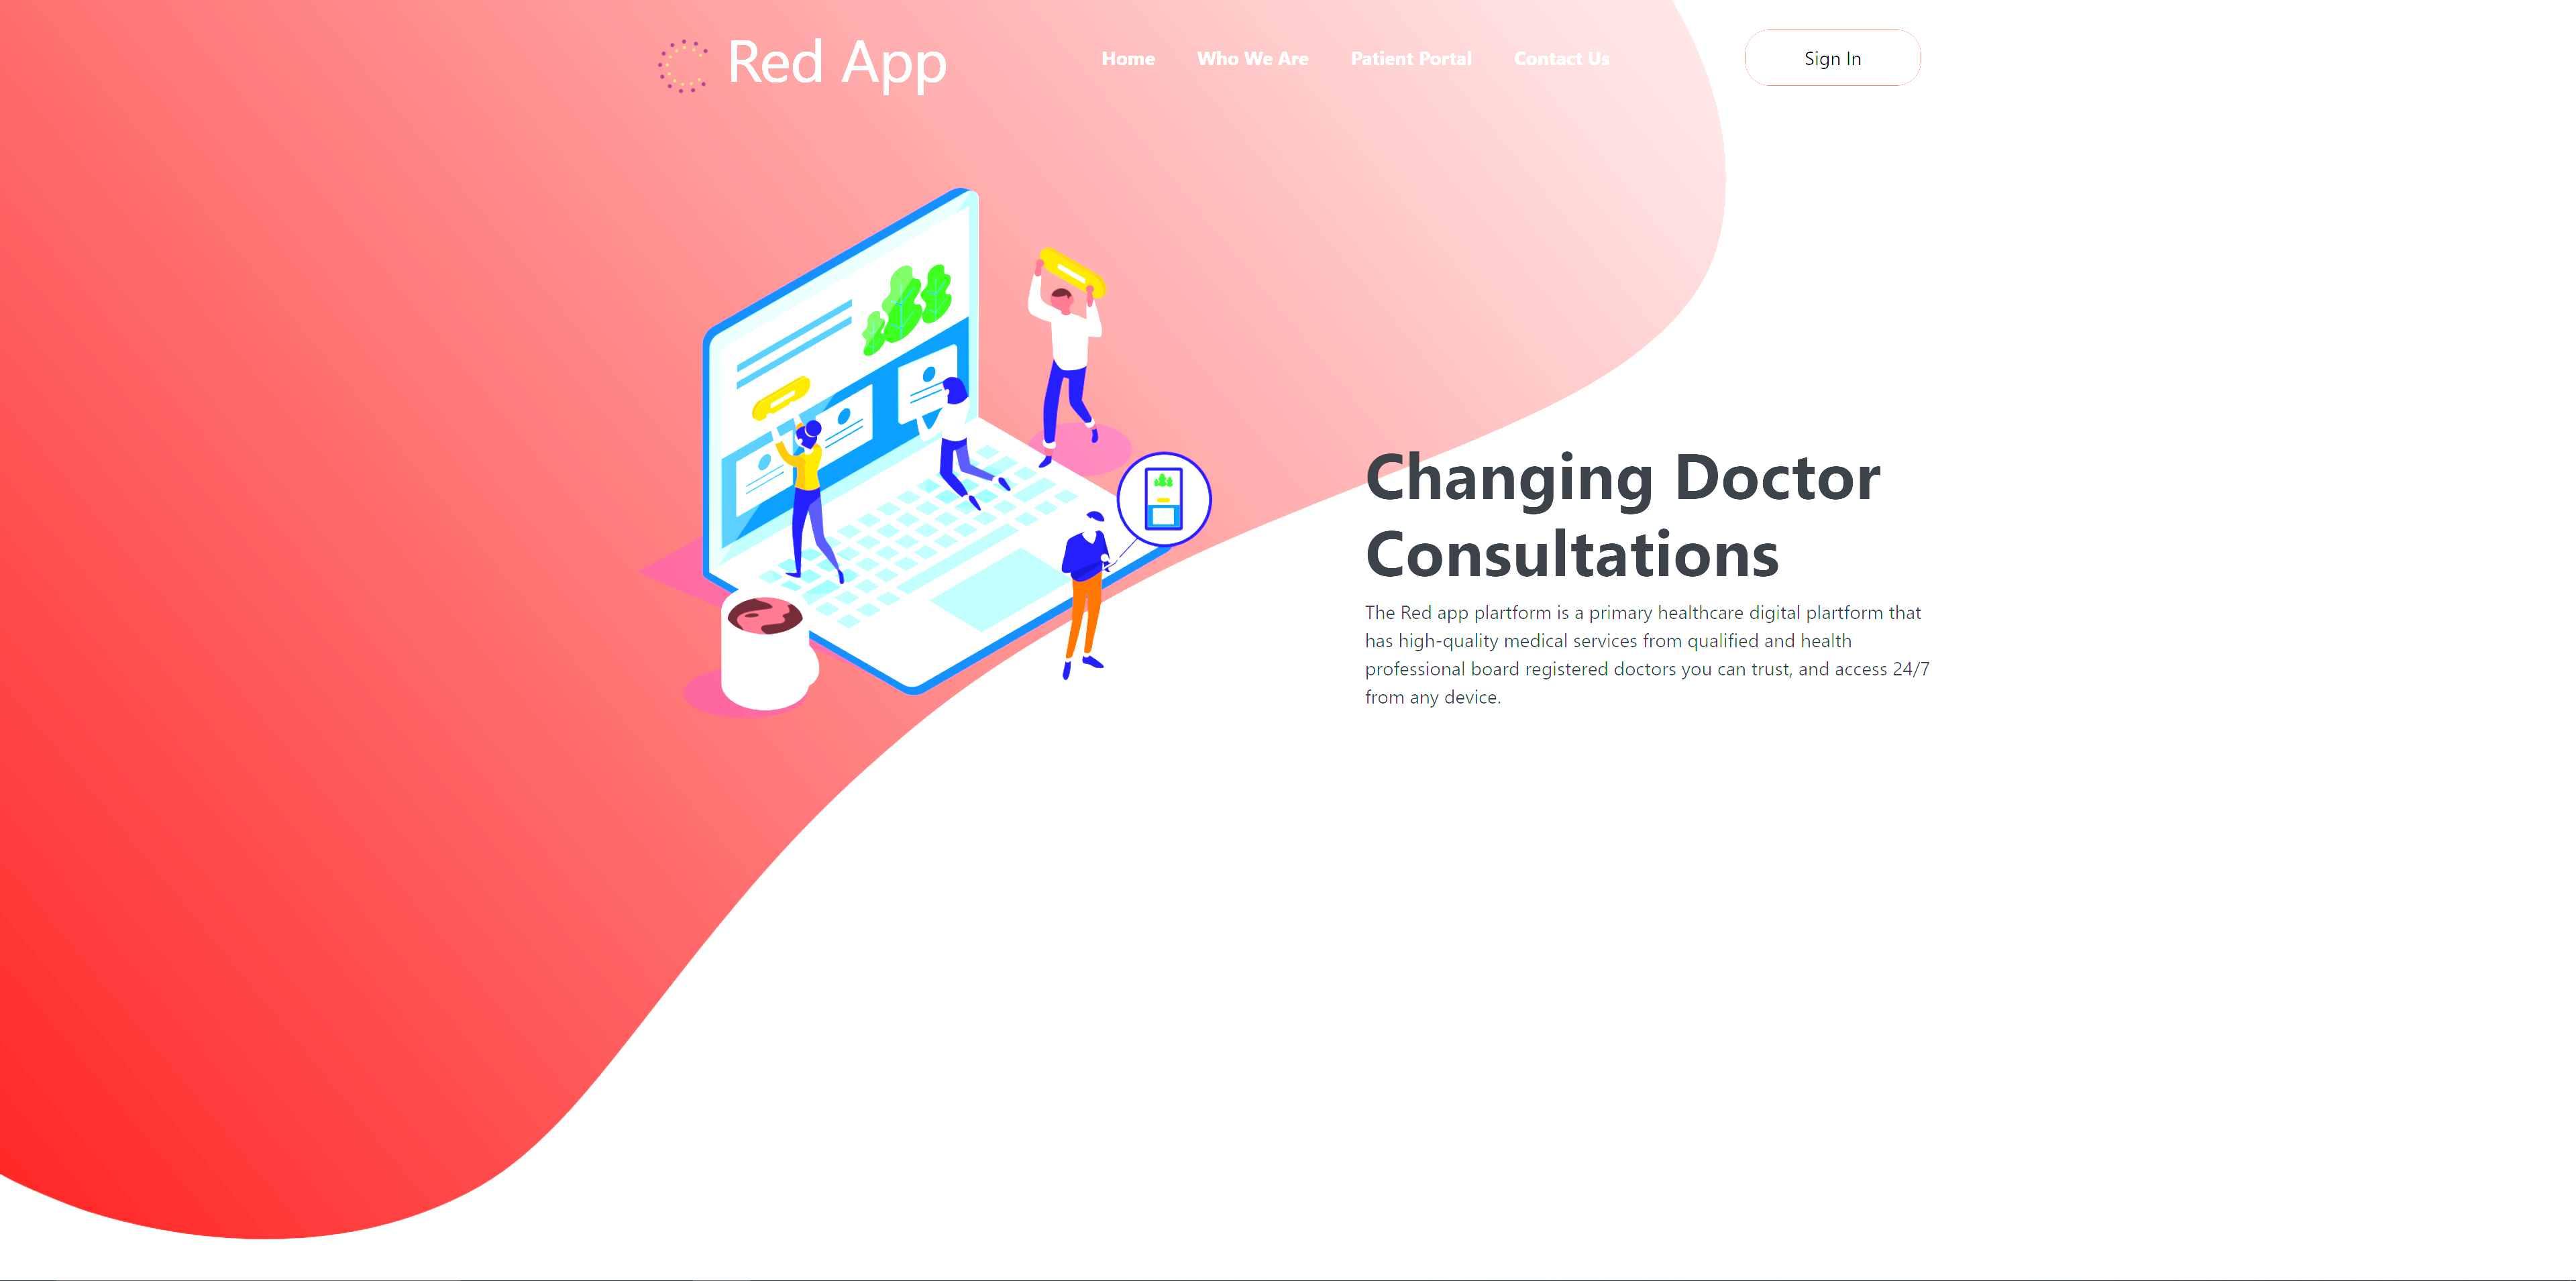 Red App
Home
Who We Are
Patient Portal
Contact Us
Sign In
Changing Doctor
Consultations
The Red app plartform is a primary healthcare digital plartform that
has high-quality medical services from qualified and health
professional board registered doctors you can trust, and access 24/7
from any device.